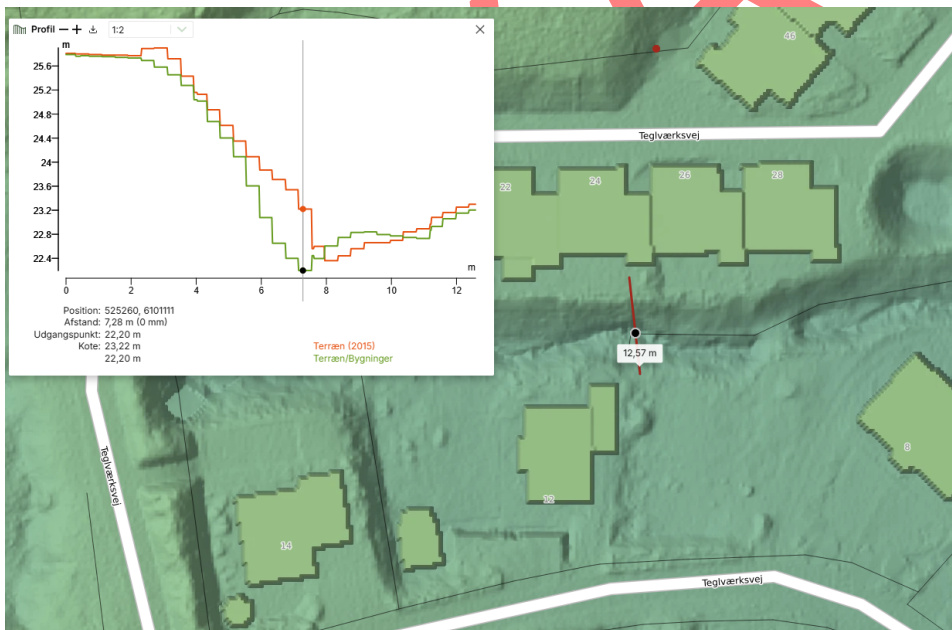 Profil 1:2
m
25.6
25.2
24.8
24.4
24
23.6
23.2
22.8
22.4
m
0 2 4 6 8 10 12
Position: 525260, 6101111
Afstand: 7,28 m (0 mm)
Udgangspunkt: 22,20 m
Kote: 23,22 m Terræn (2015)
22,20 m Terræn/Bygninger
46
Teglværksvej
22 24 26 28
12,57 m
Teglværksvej
8
12
14
Teglværksvej